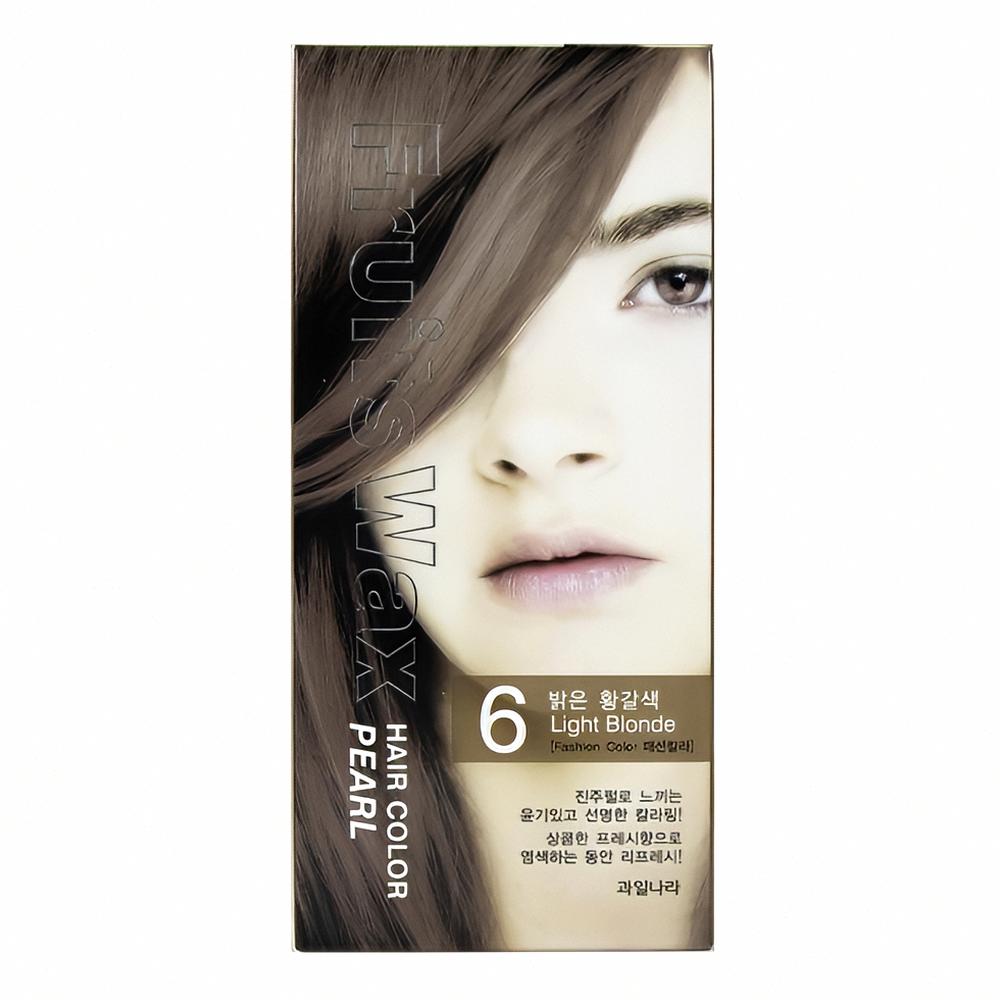 Fruits Wax
HAIR COLOR
PEARL
6
밝은 황갈색
Light Blonde
[Fashion Color 패션칼라]
진주펄로 느끼는
윤기있고 선명한 칼라링!
상큼한 프레시향으로
염색하는 동안 리프레시!
과일나라